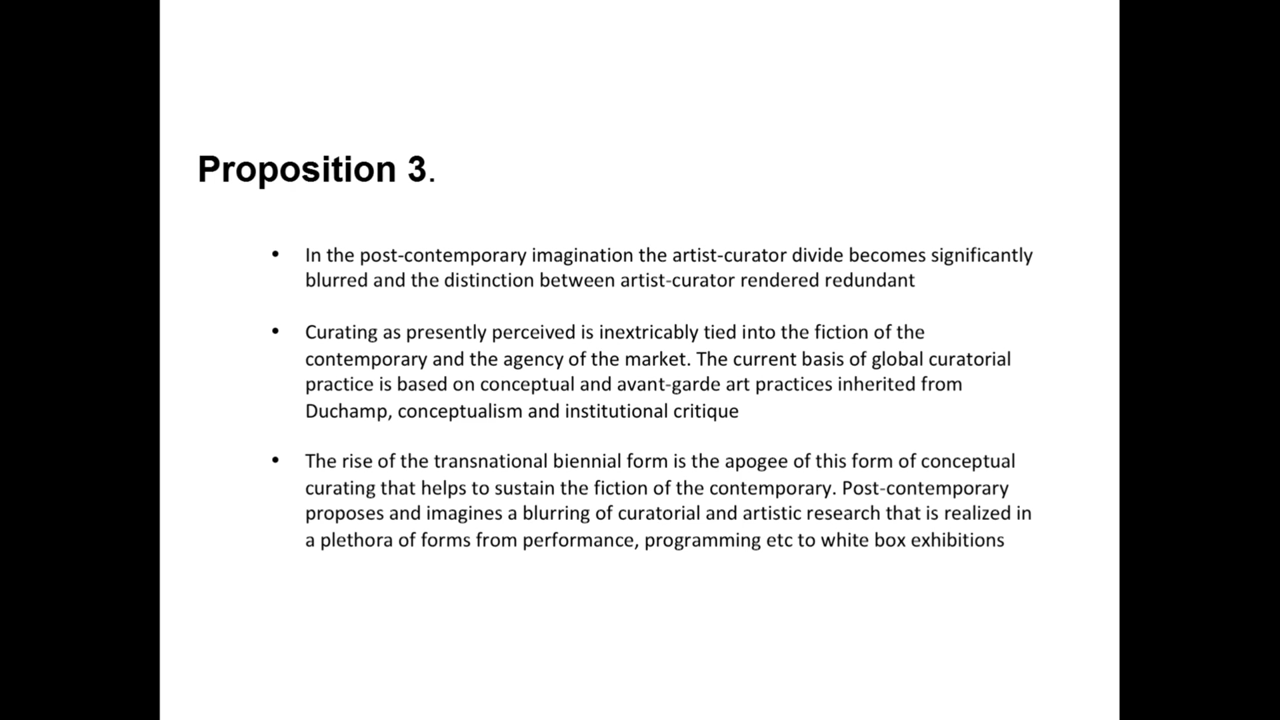 Proposition 3.
• In the post-contemporary imagination the artist-curator divide becomes significantly
blurred and the distinction between artist-curator rendered redundant
• Curating as presently perceived is inextricably tied into the fiction of the
contemporary and the agency of the market. The current basis of global curatorial
practice is based on conceptual and avant-garde art practices inherited from
Duchamp, conceptualism and institutional critique
• The rise of the transnational biennial form is the apogee of this form of conceptual
curating that helps to sustain the fiction of the contemporary. Post-contemporary
proposes and imagines a blurring of curatorial and artistic research that is realized in
a plethora of forms from performance, programming etc to white box exhibitions